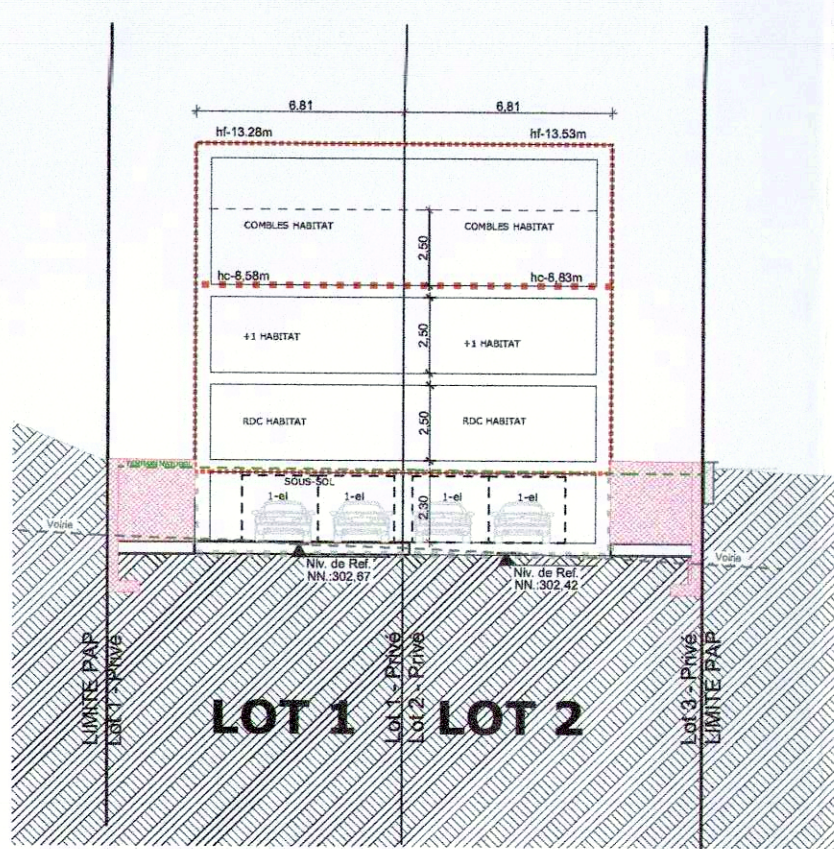 6,81 6,81
hf-13.28m hf-13.53m
COMBLES HABITAT COMBLES HABITAT
2,50
hc-8,58m hc-8,83m
+1 HABITAT +1 HABITAT
2,50
RDC HABITAT RDC HABITAT
2,50
TERRAIN NATUREL
SOUS-SOL
1-el 1-el 1-el 1-el
2,30
Voirie
Voirie
Niv. de Ref.
NN.:302,67
Niv. de Ref.
NN.:302,42
LIMITE PAP
Lot 1 - Privé
Lot 1 - Privé
Lot 2 - Privé
Lot 3 - Privé
LIMITE PAP
LOT 1 LOT 2